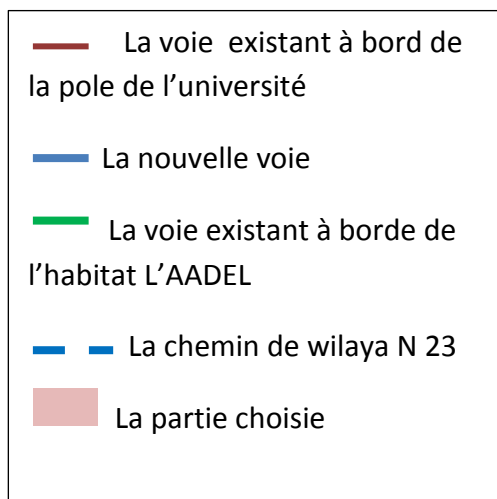 La voie existant à bord de
la pole de l’université
La nouvelle voie
La voie existant à borde de
l’habitat L’AADEL
La chemin de wilaya N 23
La partie choisie